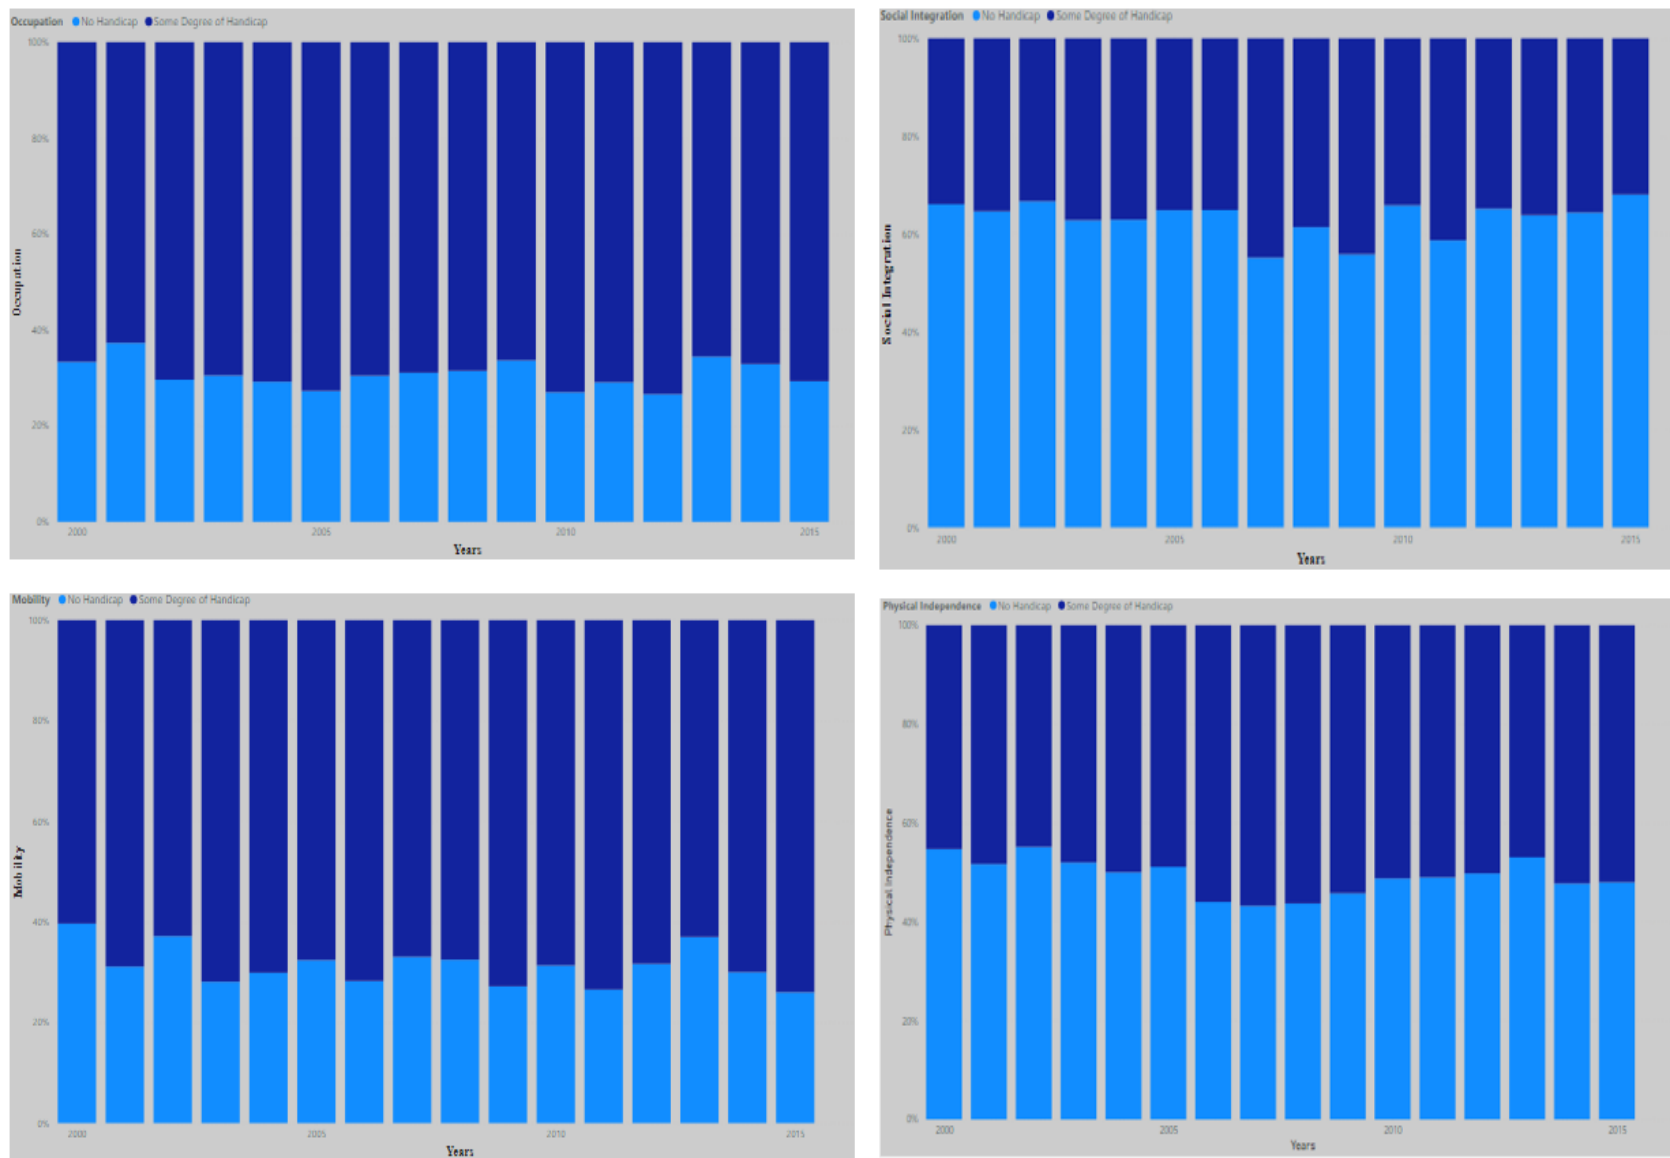 Occupation No Handicap Some Degree of Handicap
100%
80%
60%
40%
20%
0%
Occupation
2000 2005 2010 2015
Years
Social Integration No Handicap Some Degree of Handicap
100%
80%
60%
40%
20%
0%
Social Integration
2000 2005 2010 2015
Years
Mobility No Handicap Some Degree of Handicap
100%
80%
60%
40%
20%
0%
Mobility
2000 2005 2010 2015
Years
Physical Independence No Handicap Some Degree of Handicap
100%
80%
60%
40%
20%
0%
Physical Independence
2000 2005 2010 2015
Years